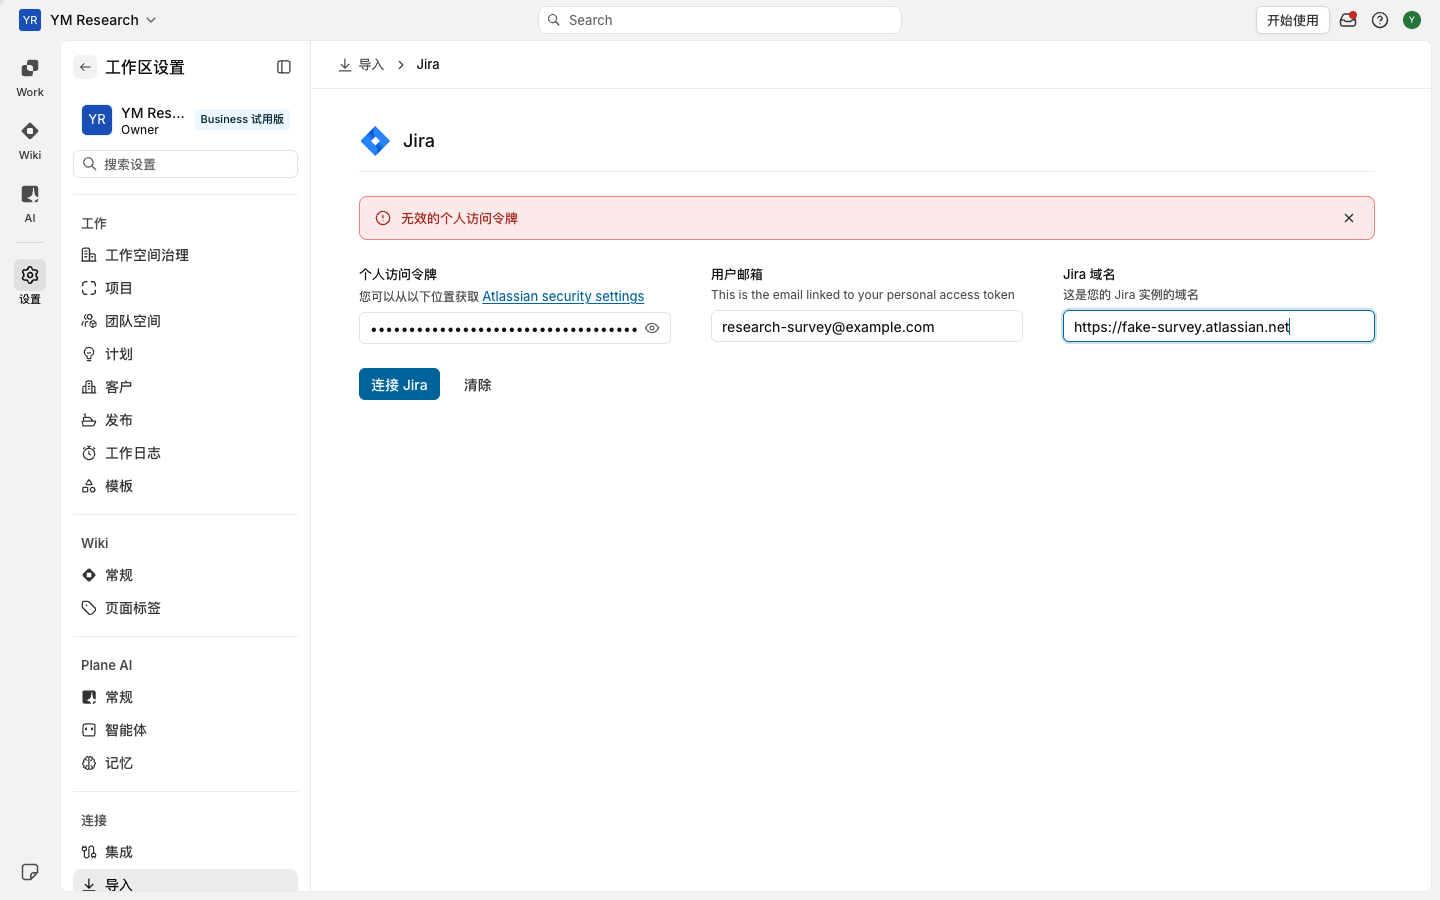 YR YM Research
Search
开始使用
Y
Work
Wiki
AI
设置
工作区设置
YR
YM Res...
Owner
Business 试用版
搜索设置
工作
工作空间治理
项目
团队空间
计划
客户
发布
工作日志
模板
Wiki
常规
页面标签
Plane AI
常规
智能体
记忆
连接
集成
导入
导入 Jira
Jira
无效的个人访问令牌
个人访问令牌
您可以从以下位置获取 Atlassian security settings
用户邮箱
This is the email linked to your personal access token
research-survey@example.com
Jira 域名
这是您的 Jira 实例的域名
https://fake-survey.atlassian.net
连接 Jira
清除